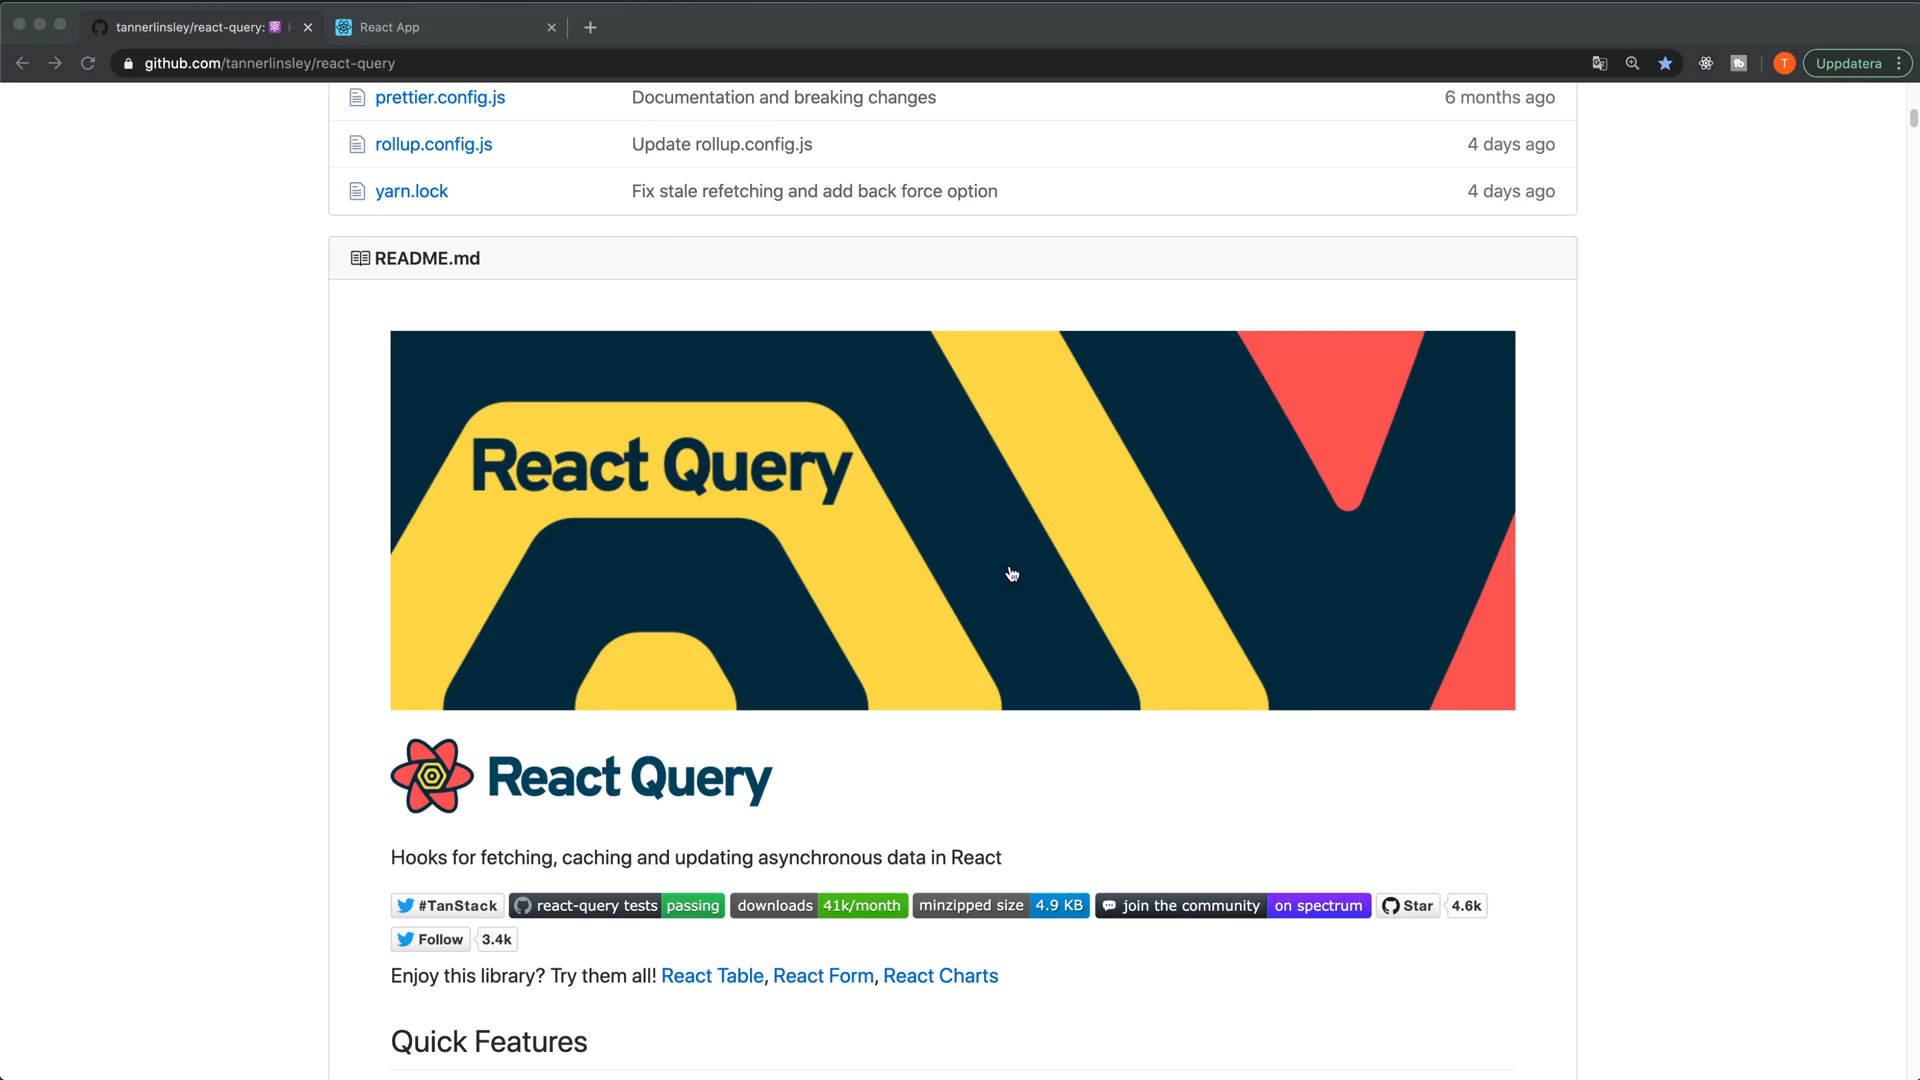 tannerlinsley/react-query:
React App
github.com/tannerlinsley/react-query
T
Uppdatera
prettier.config.js Documentation and breaking changes 6 months ago
rollup.config.js Update rollup.config.js 4 days ago
yarn.lock Fix stale refetching and add back force option 4 days ago
README.md
React Query
React Query
Hooks for fetching, caching and updating asynchronous data in React
#TanStack react-query tests passing downloads 41k/month minzipped size 4.9 KB join the community on spectrum Star 4.6k
Follow 3.4k
Enjoy this library? Try them all! React Table, React Form, React Charts
Quick Features